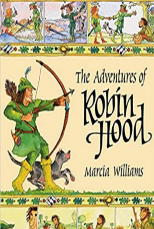 The Adventures of
Robin
Hood
Marcia Williams